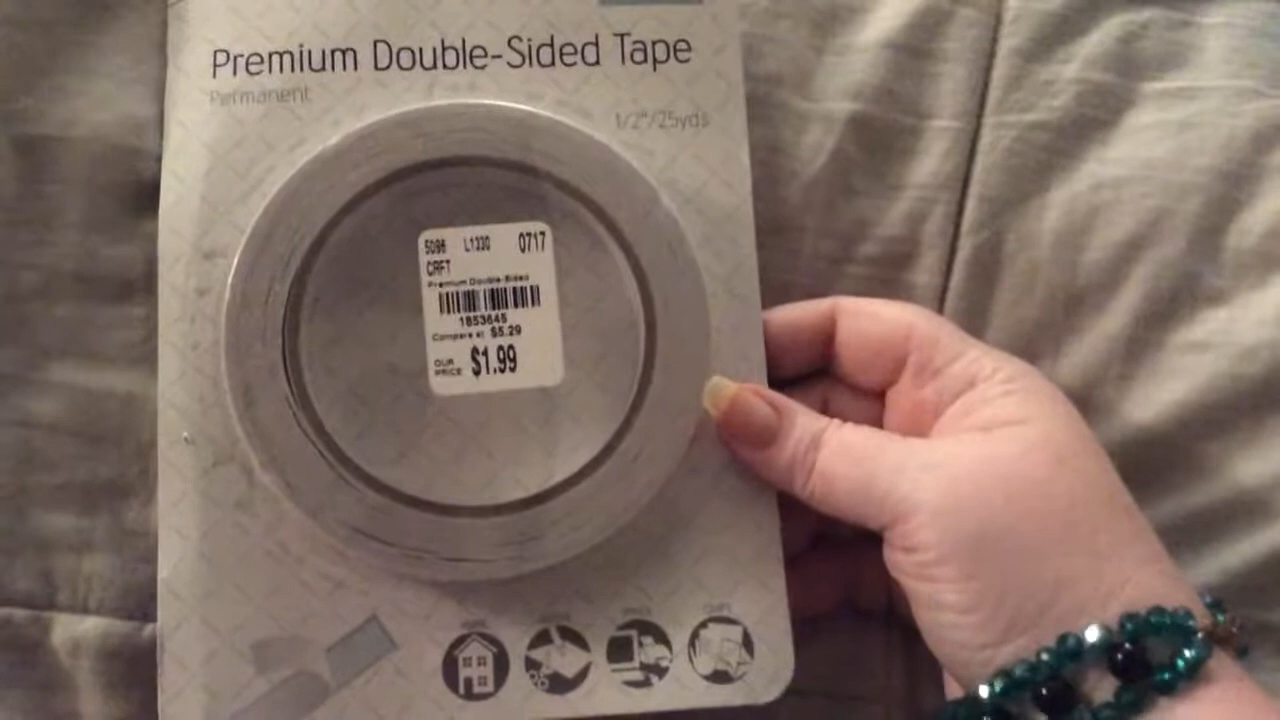 Premium Double-Sided Tape
Permanent
1/2"/25yds
5096 L1330 0717
CRFT
Premium Double-Sided
1853645
Compare at $5.29
OUR PRICE $1.99